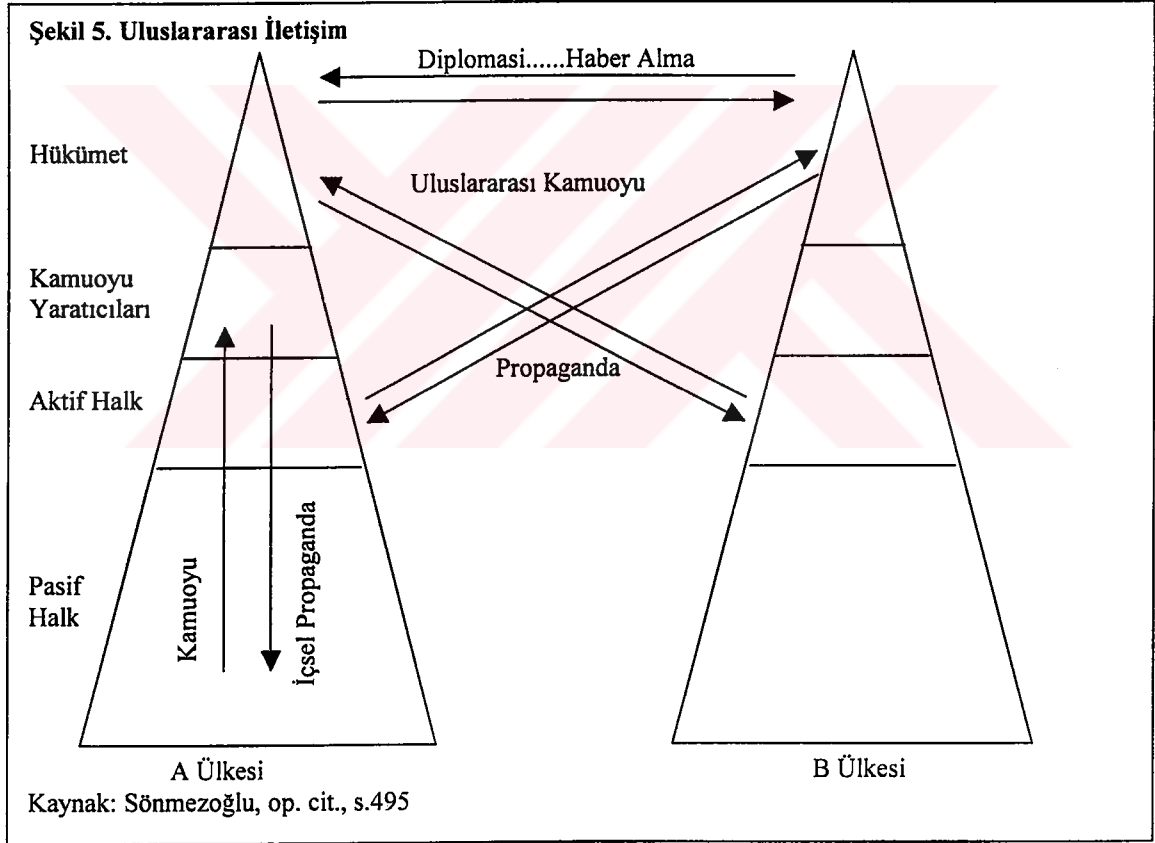 Şekil 5. Uluslararası İletişim
Diplomasi......Haber Alma
Hükümet
Uluslararası Kamuoyu
Kamuoyu
Yaratıcıları
Propaganda
Aktif Halk
Pasif
Halk
Kamuoyu
İçsel Propaganda
A Ülkesi
B Ülkesi
Kaynak: Sönmezoğlu, op. cit., s.495